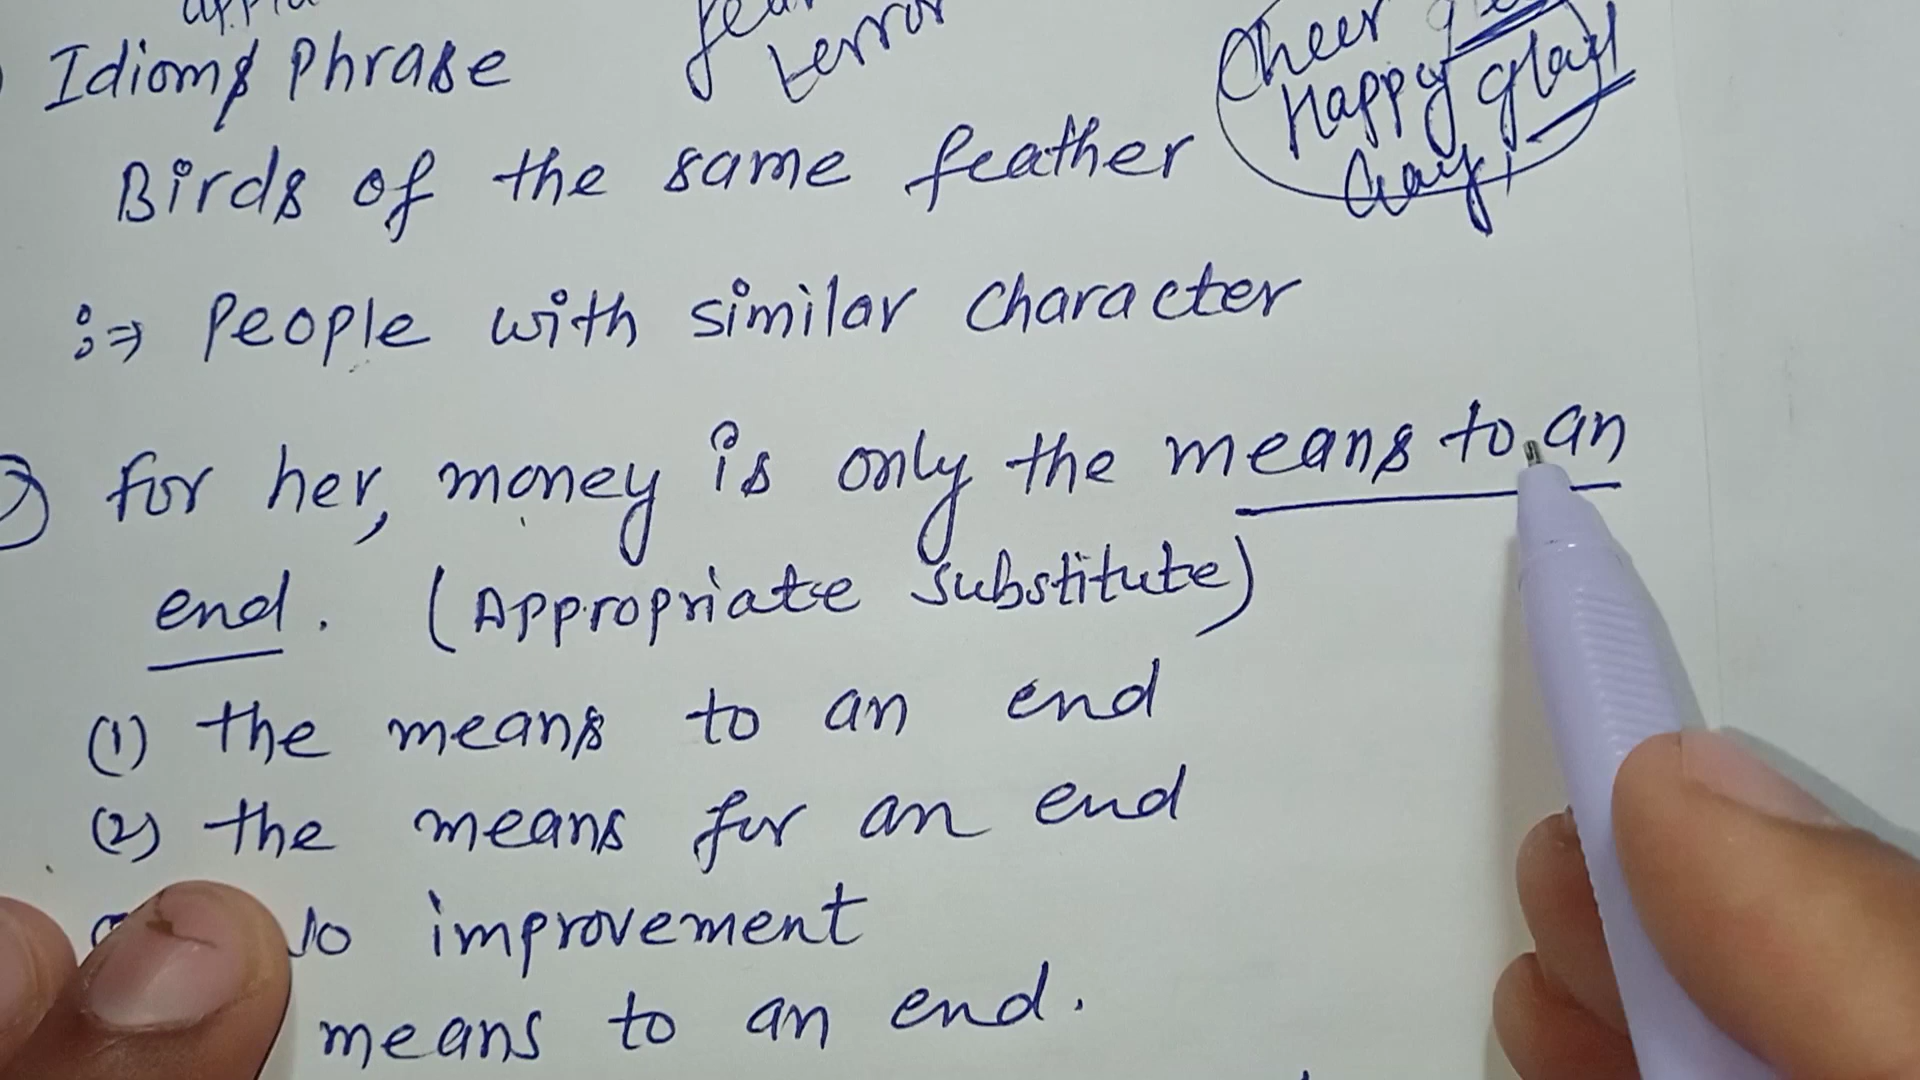 Idioms Phrase
fear
terror
Cheer
Happy glad
Gay
Birds of the same feather
:⇒ People with similar character
for her, money is only the means to an
end. (Appropriate Substitute)
(1) the means to an end
(2) the means for an end
improvement
means to an end.